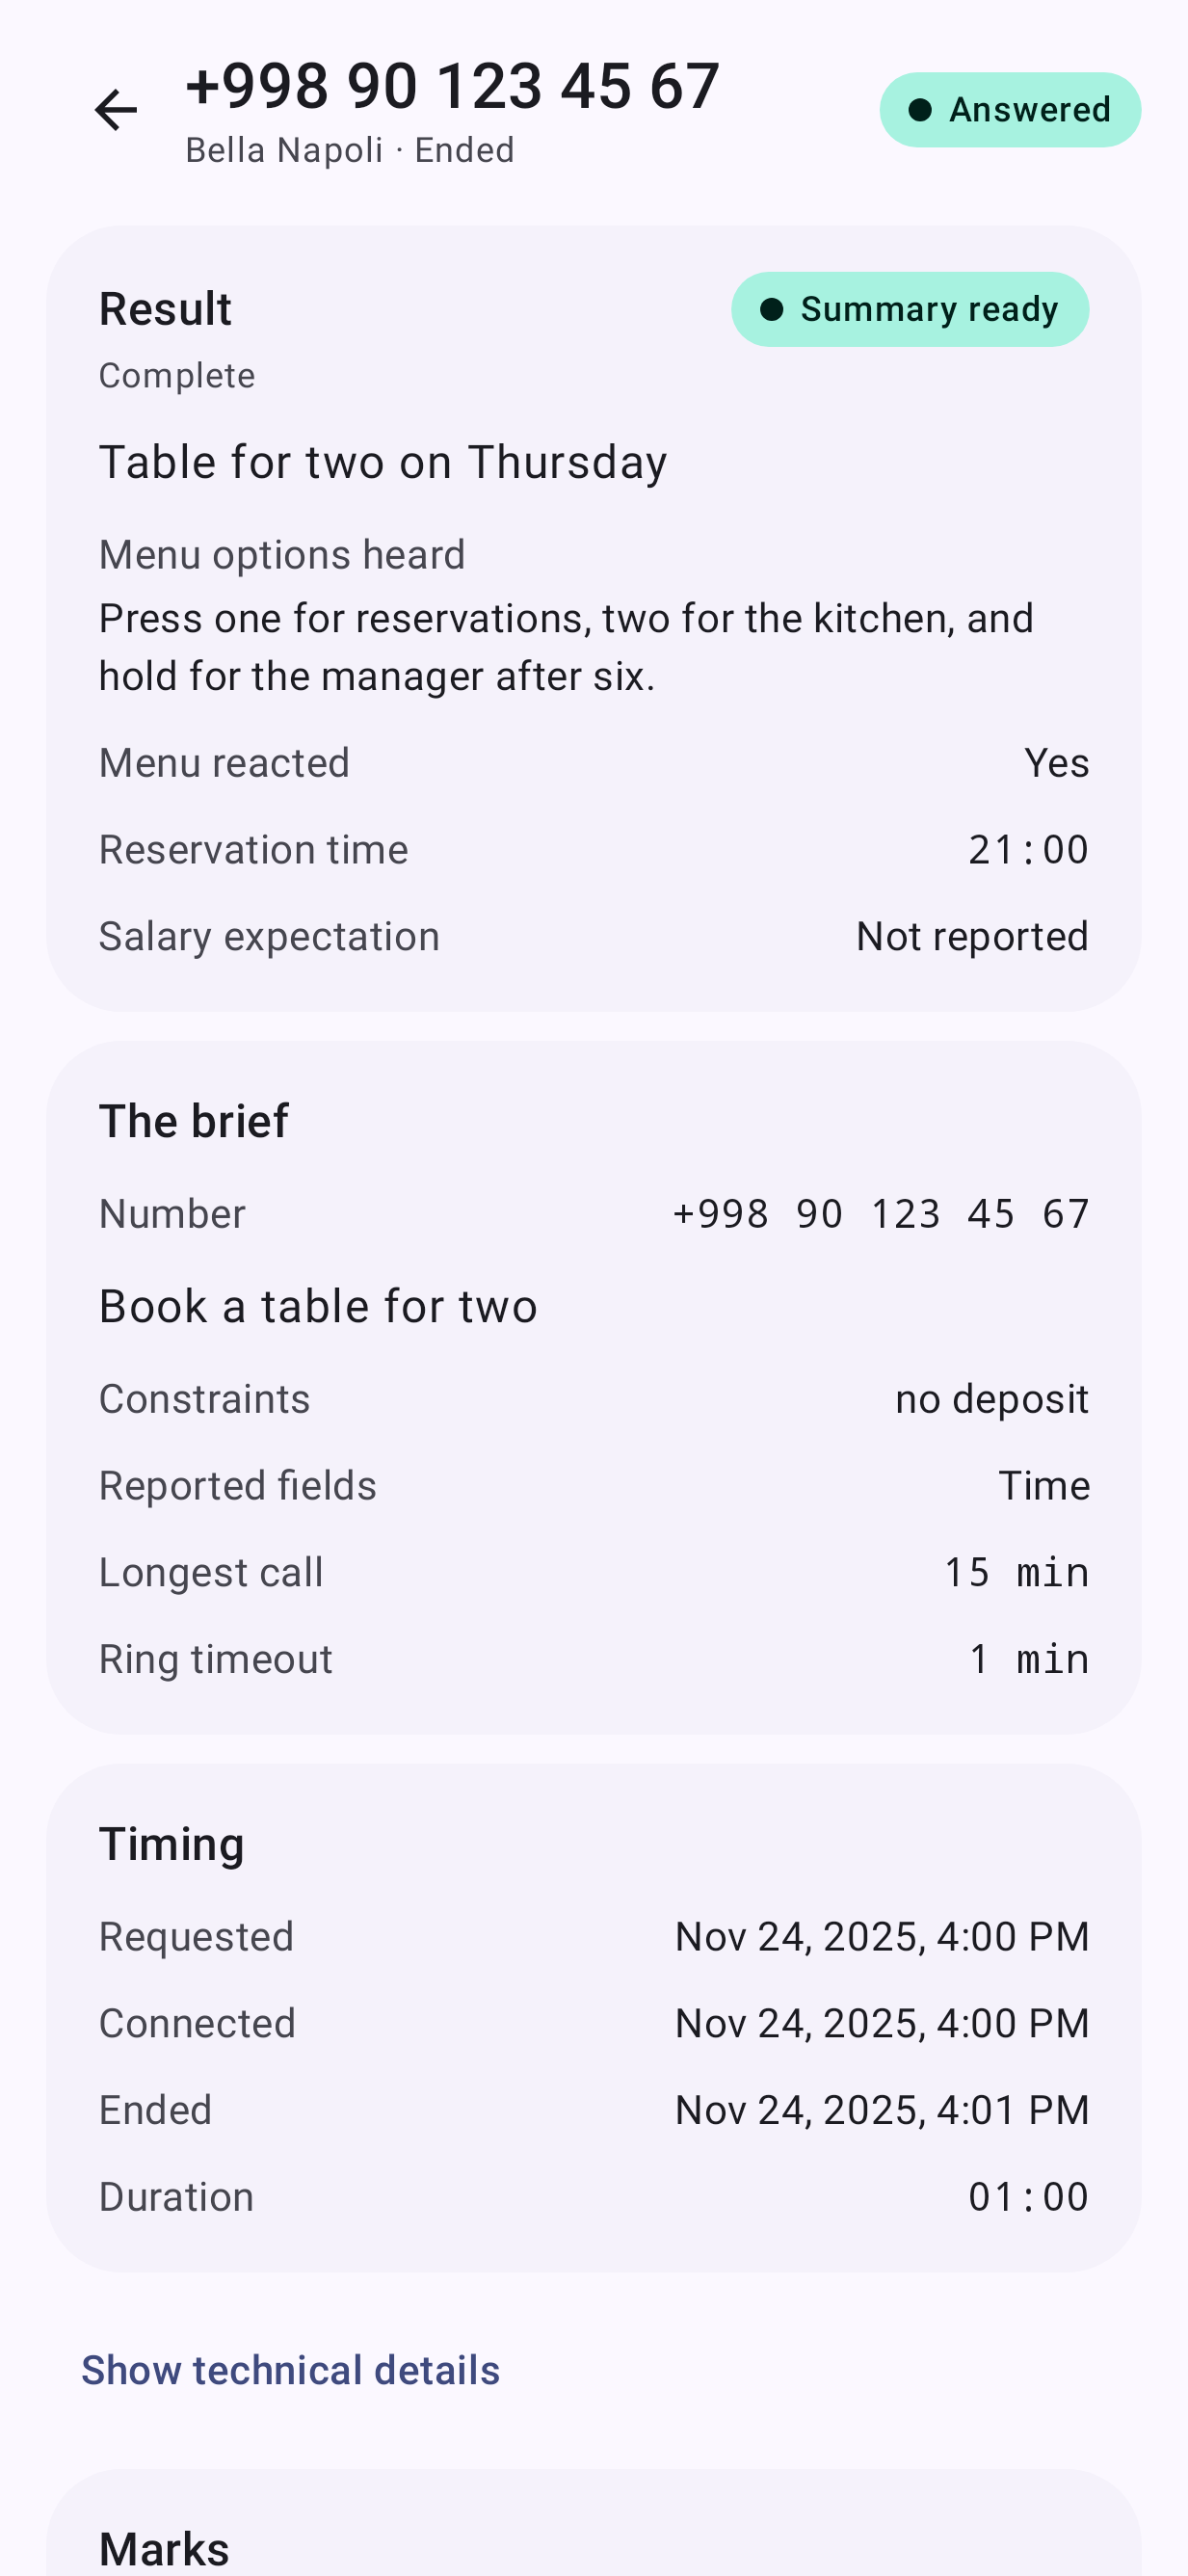 +998 90 123 45 67
Bella Napoli · Ended
Answered
Result
Summary ready
Complete
Table for two on Thursday
Menu options heard
Press one for reservations, two for the kitchen, and
hold for the manager after six.
Menu reacted Yes
Reservation time 21:00
Salary expectation Not reported
The brief
Number +998 90 123 45 67
Book a table for two
Constraints no deposit
Reported fields Time
Longest call 15 min
Ring timeout 1 min
Timing
Requested Nov 24, 2025, 4:00 PM
Connected Nov 24, 2025, 4:00 PM
Ended Nov 24, 2025, 4:01 PM
Duration 01:00
Show technical details
Marks